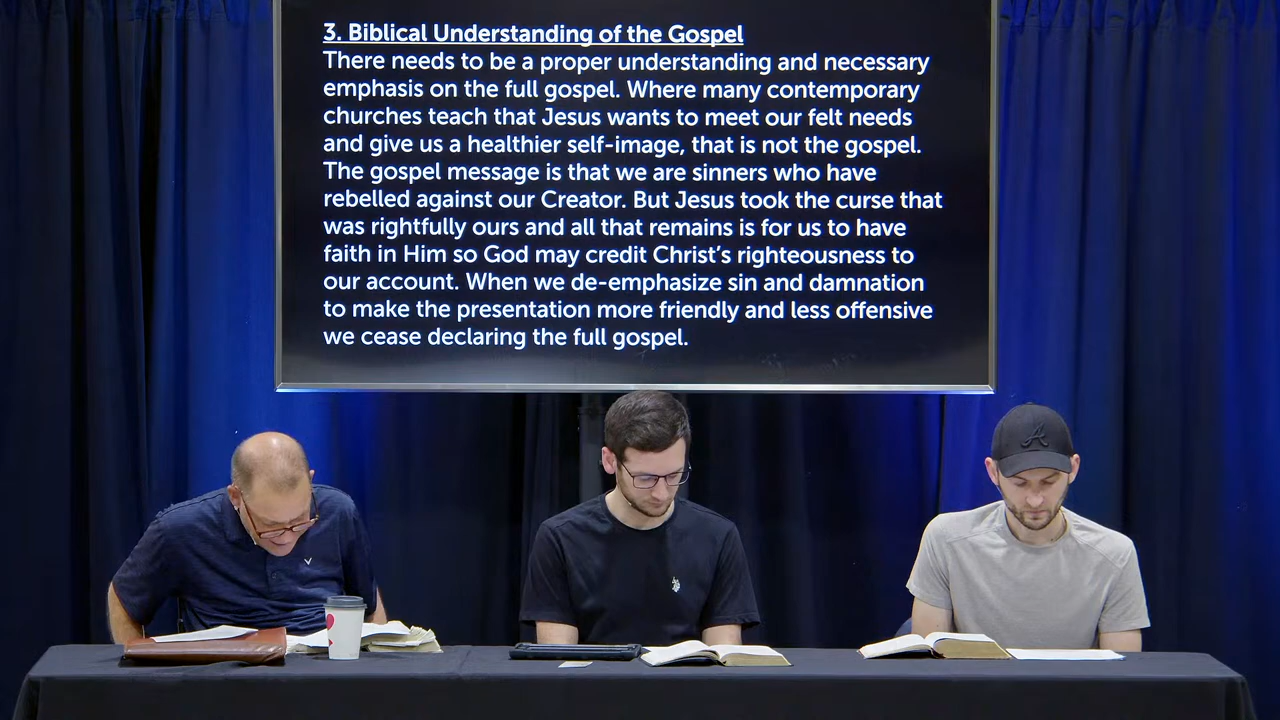 3. Biblical Understanding of the Gospel
There needs to be a proper understanding and necessary
emphasis on the full gospel. Where many contemporary
churches teach that Jesus wants to meet our felt needs
and give us a healthier self-image, that is not the gospel.
The gospel message is that we are sinners who have
rebelled against our Creator. But Jesus took the curse that
was rightfully ours and all that remains is for us to have
faith in Him so God may credit Christ's righteousness to
our account. When we de-emphasize sin and damnation
to make the presentation more friendly and less offensive
we cease declaring the full gospel.
A